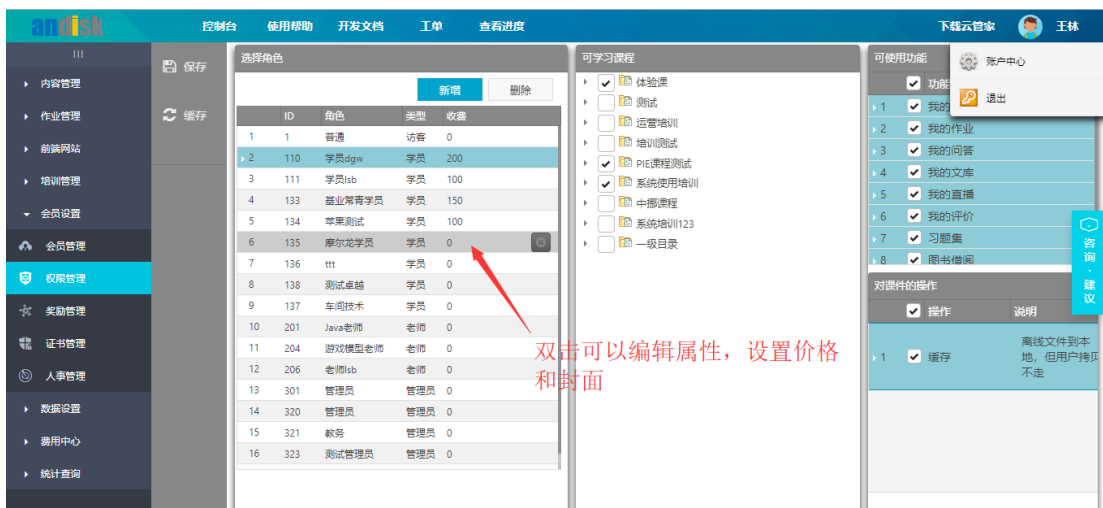 andisk 控制台 使用帮助 开发文档 工单 查看进度 下载云管家 王林
账户中心
退出
内容管理
作业管理
前端网站
培训管理
会员设置
会员管理
权限管理
奖励管理
证书管理
人事管理
数据设置
费用中心
统计查询
保存
缓存
选择角色
新增 删除
ID 角色 类型 收费
1 1 普通 访客 0
2 110 学员dgw 学员 200
3 111 学员lsb 学员 100
4 133 基业常青学员 学员 150
5 134 苹果测试 学员 100
6 135 摩尔龙学员 学员 0
7 136 ttt 学员 0
8 138 测试卓越 学员 0
9 137 车间技术 学员 0
10 201 Java老师 老师 0
11 204 游戏模型老师 老师 0
12 206 老师lsb 老师 0
13 301 管理员 管理员 0
14 320 管理员 管理员 0
15 321 教务 管理员 0
16 323 测试管理员 管理员 0
可学习课程
体验课
测试
运营培训
培训测试
PIE课程测试
系统使用培训
中挪课程
系统培训123
一级目录
双击可以编辑属性，设置价格
和封面
可使用功能
功能
1 我的
2 我的作业
3 我的问答
4 我的文库
5 我的直播
6 我的评价
7 习题集
8 图书借阅
对课件的操作
操作 说明
1 缓存 离线文件到本
地，但用户拷贝
不走
咨询·建议